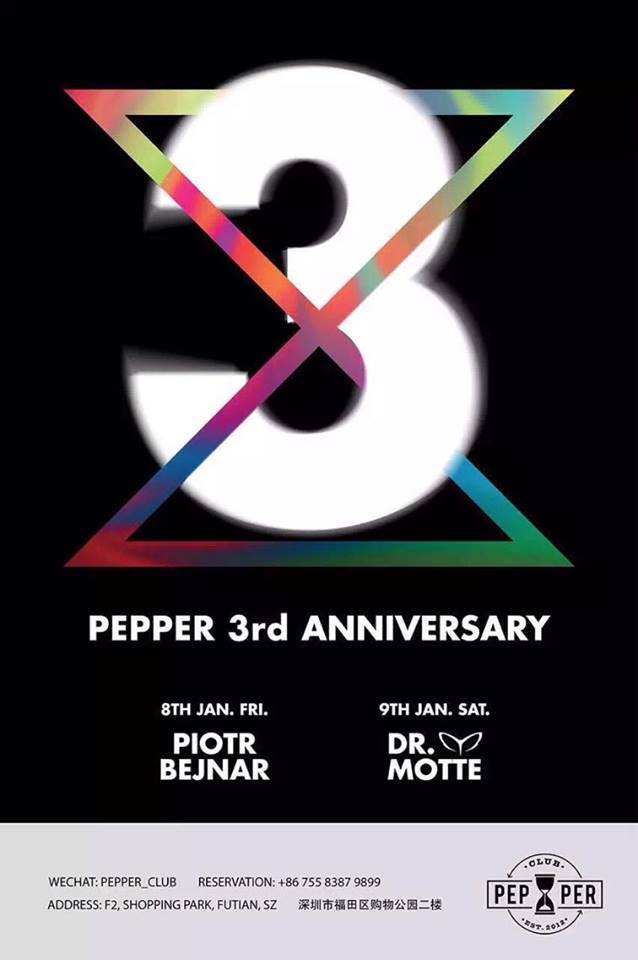 3
PEPPER 3rd ANNIVERSARY
8TH JAN. FRI.
PIOTR
BEJNAR
9TH JAN. SAT.
DR.
MOTTE
WECHAT: PEPPER_CLUB RESERVATION: +86 755 8387 9899
ADDRESS: F2, SHOPPING PARK, FUTIAN, SZ 深圳市福田区购物公园二楼
·CLUB·
PEP PER
·EST. 2012·